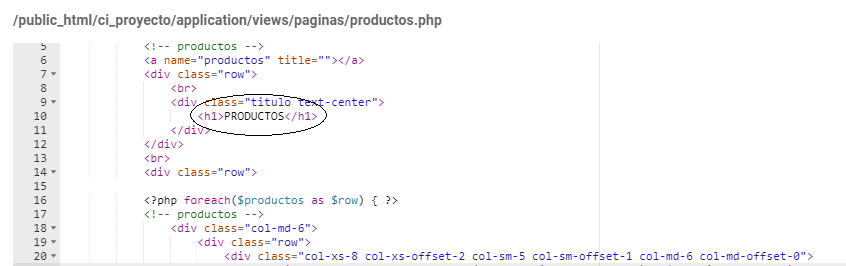 /public_html/ci_proyecto/application/views/paginas/productos.php
5 <!-- productos -->
6 <a name="productos" title=""></a>
7 <div class="row">
8 <br>
9 <div class="titulo text-center">
10 <h1>PRODUCTOS</h1>
11 </div>
12 </div>
13 <br>
14 <div class="row">
15
16 <?php foreach($productos as $row) { ?>
17 <!-- productos -->
18 <div class="col-md-6">
19 <div class="row">
20 <div class="col-xs-8 col-xs-offset-2 col-sm-5 col-sm-offset-1 col-md-6 col-md-offset-0">